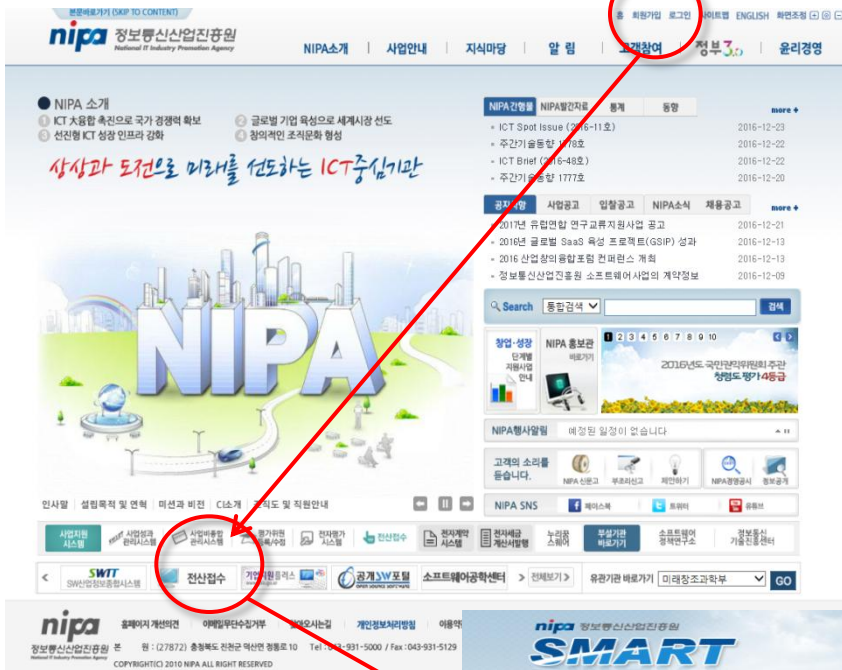 본문바로가기 (SKIP TO CONTENT)
홈 회원가입 로그인 사이트맵 ENGLISH 화면조정
nipa 정보통신산업진흥원
National IT Industry Promotion Agency
NIPA소개 사업안내 지식마당 알 림 고객참여 정부3.0 윤리경영
NIPA 소개
1 ICT 大융합 촉진으로 국가 경쟁력 확보
2 글로벌 기업 육성으로 세계시장 선도
3 선진형 ICT 성장 인프라 강화
4 창의적인 조직문화 형성
상상과 도전으로 미래를 선도하는 ICT중심기관
NIPA
NIPA간행물 NIPA발간자료 통계 동향 more +
ICT Spot Issue (2016-11호) 2016-12-23
주간기술동향 1778호 2016-12-22
ICT Brief (2016-48호) 2016-12-22
주간기술동향 1777호 2016-12-20
공지사항 사업공고 입찰공고 NIPA소식 채용공고 more +
2017년 유럽연합 연구교류지원사업 공고 2016-12-21
2016년 글로벌 SaaS 육성 프로젝트(GSIP) 성과 2016-12-13
2016 산업창의융합포럼 컨퍼런스 개최 2016-12-13
정보통신산업진흥원 소프트웨어사업의 계약정보 2016-12-09
Search 통합검색 검색
창업·성장
단계별
지원사업
안내
NIPA 홍보관
바로가기
1 2 3 4 5 6 7 8 9 10
2016년도 국민권익위원회 주관
청렴도 평가 4등급
NIPA행사알림 예정된 일정이 없습니다
고객의 소리를
듣습니다.
NIPA 신문고 부조리신고 제안하기 NIPA경영공시 정보공개
NIPA SNS 페이스북 트위터 유튜브
인사말 설립목적 및 연혁 미션과 비전 CI소개 조직도 및 직원안내
사업지원
시스템
사업성과
관리시스템
사업비통합
관리시스템
평가위원
등록/수정
전자평가
시스템
전산접수
전자계약
시스템
전자세금
계산서발행
누리꿈
스퀘어
부설기관
바로가기
소프트웨어
정책연구소
정보통신
기술진흥센터
SWIT
SW산업정보종합시스템
전산접수
기업지원플러스
공개SW포털
OPEN SOURCE SOFTWARE
소프트웨어공학센터
전체보기
유관기관 바로가기 미래창조과학부 GO
nipa
정보통신산업진흥원
National IT Industry Promotion Agency
홈페이지 개선의견 이메일무단수집거부 찾아오시는길 개인정보처리방침 이용약
본 원 : (27872) 충청북도 진천군 덕산면 정통로 10 Tel : 043-931-5000 / Fax : 043-931-5129
COPYRIGHT(C) 2010 NIPA ALL RIGHT RESERVED
nipa 정보통신산업진흥원
SMART